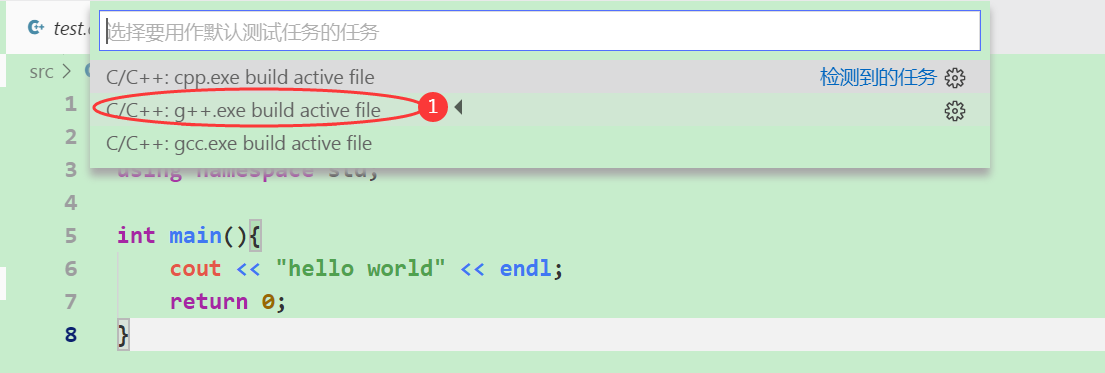 test.
选择要用作默认测试任务的任务
src >
C/C++: cpp.exe build active file 检测到的任务
1 C/C++: g++.exe build active file 1
2 C/C++: gcc.exe build active file
3 using namespace std;
4
5 int main(){
6 cout << "hello world" << endl;
7 return 0;
8 }